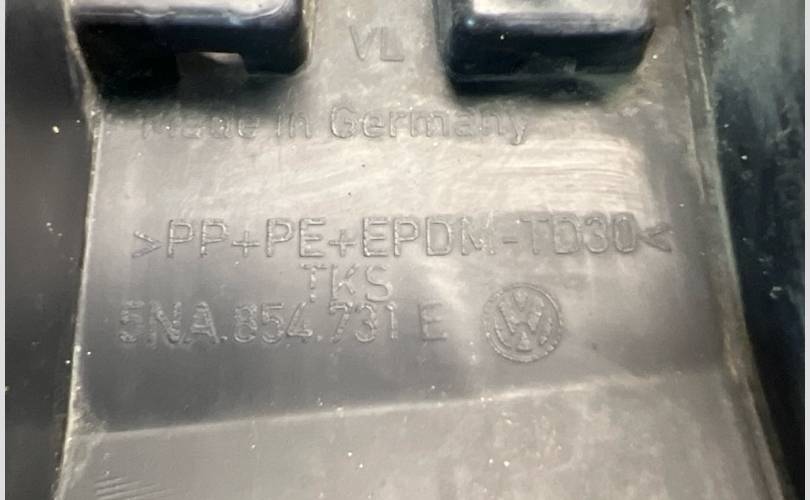 VL
Made in Germany
>PP+PE+EPDM-TD30<
TKS
5NA.854.731 E